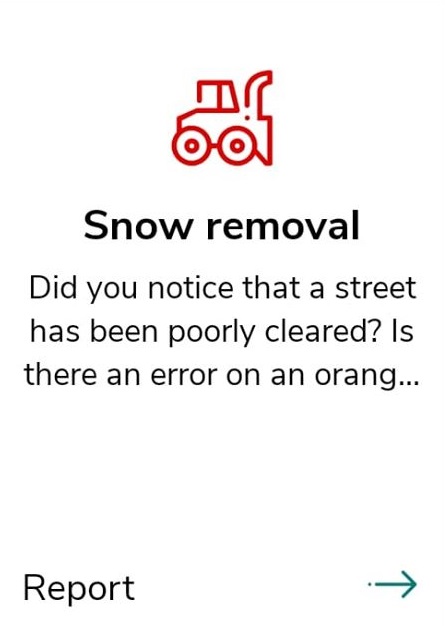 Snow removal
Did you notice that a street
has been poorly cleared? Is
there an error on an orang...
Report